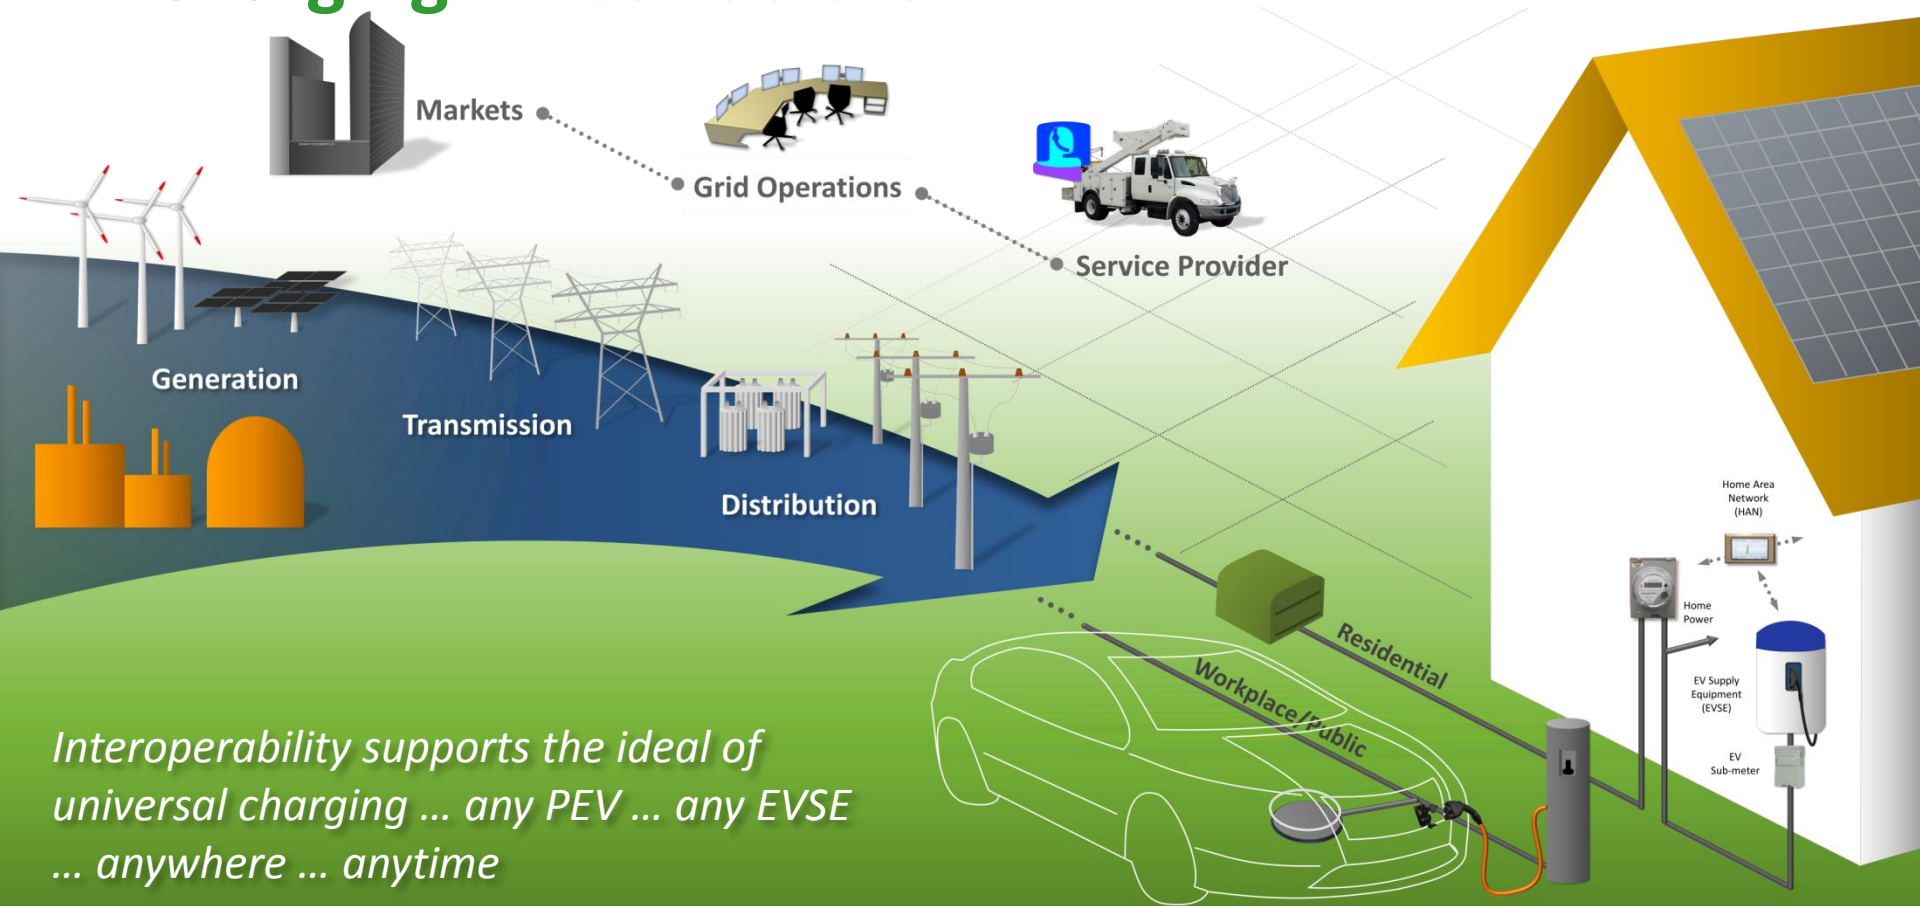 Markets
Grid Operations
Service Provider
Generation
Transmission
Distribution
Home Area
Network
(HAN)
Home
Power
EV Supply
Equipment
(EVSE)
EV
Sub-meter
Residential
Workplace/Public
Interoperability supports the ideal of
universal charging ... any PEV ... any EVSE
... anywhere ... anytime